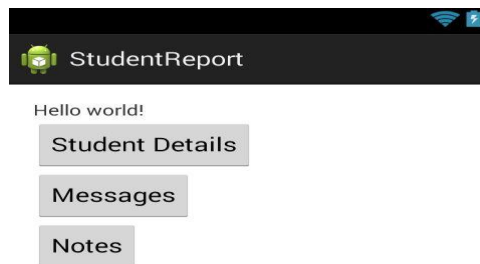 StudentReport
Hello world!
Student Details
Messages
Notes